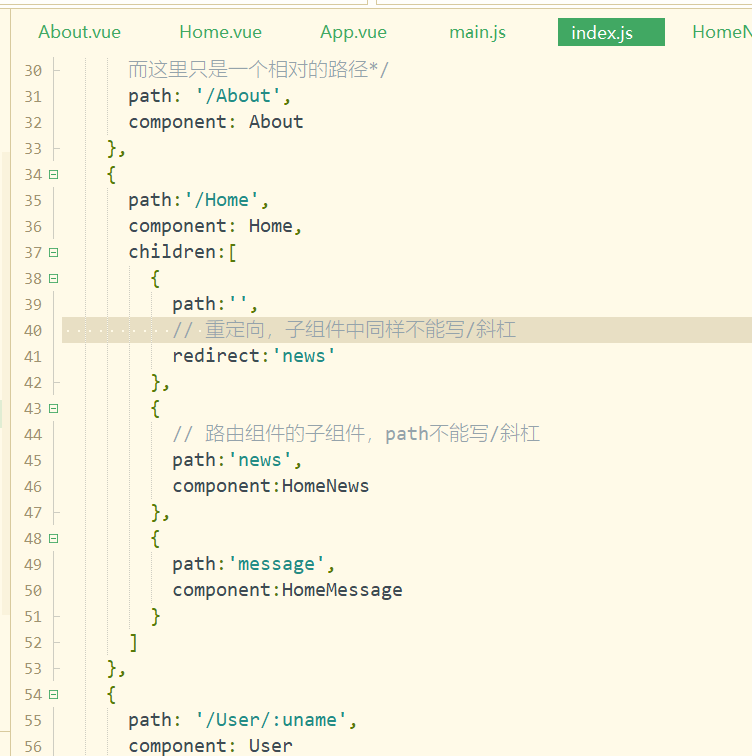 About.vue Home.vue App.vue main.js index.js HomeN
30 而这里只是一个相对的路径*/
31 path: '/About',
32 component: About
33 },
34 {
35 path:'/Home',
36 component: Home,
37 children:[
38 {
39 path:'',
40 // 重定向，子组件中同样不能写/斜杠
41 redirect:'news'
42 },
43 {
44 // 路由组件的子组件，path不能写/斜杠
45 path:'news',
46 component:HomeNews
47 },
48 {
49 path:'message',
50 component:HomeMessage
51 }
52 ]
53 },
54 {
55 path: '/User/:uname',
56 component: User